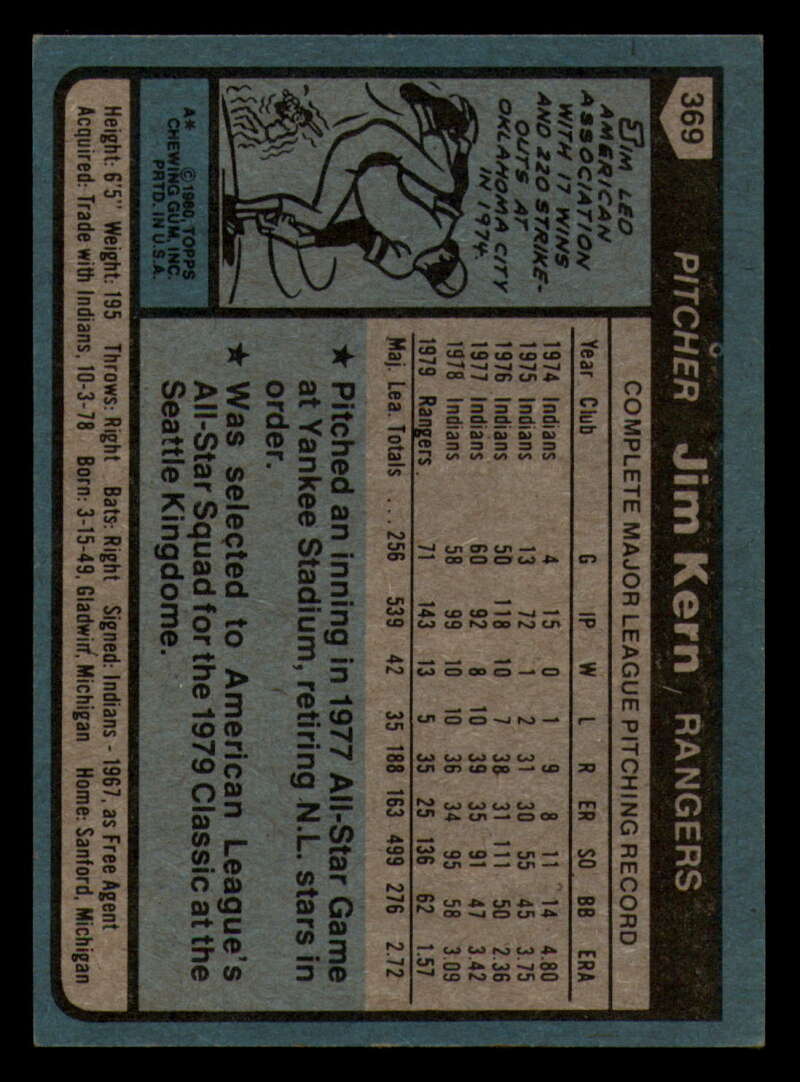 369
PITCHER Jim Kern / RANGERS
JIM LED
AMERICAN
ASSOCIATION
WITH 17 WINS
AND 220 STRIKE-
OUTS AT
OKLAHOMA CITY
IN 1974.
A* © 1980, TOPPS
CHEWING GUM, INC.
PRTD. IN U.S.A.
COMPLETE MAJOR LEAGUE PITCHING RECORD
Year Club G IP W L R ER SO BB ERA
1974 Indians 4 15 0 1 9 8 11 14 4.80
1975 Indians 13 72 1 2 31 30 55 45 3.75
1976 Indians 50 118 10 7 38 31 111 50 2.36
1977 Indians 60 92 8 10 39 35 91 47 3.42
1978 Indians 58 99 10 10 36 34 95 58 3.09
1979 Rangers 71 143 13 5 35 25 136 62 1.57
Maj. Lea. Totals ... 256 539 42 35 188 163 499 276 2.72
★ Pitched an inning in 1977 All-Star Game
at Yankee Stadium, retiring N.L. stars in
order.
★ Was selected to American League's
All-Star Squad for the 1979 Classic at the
Seattle Kingdome.
Height: 6'5" Weight: 195 Throws: Right Bats: Right Signed: Indians - 1967, as Free Agent
Acquired: Trade with Indians, 10-3-78 Born: 3-15-49, Gladwin, Michigan Home: Sanford, Michigan